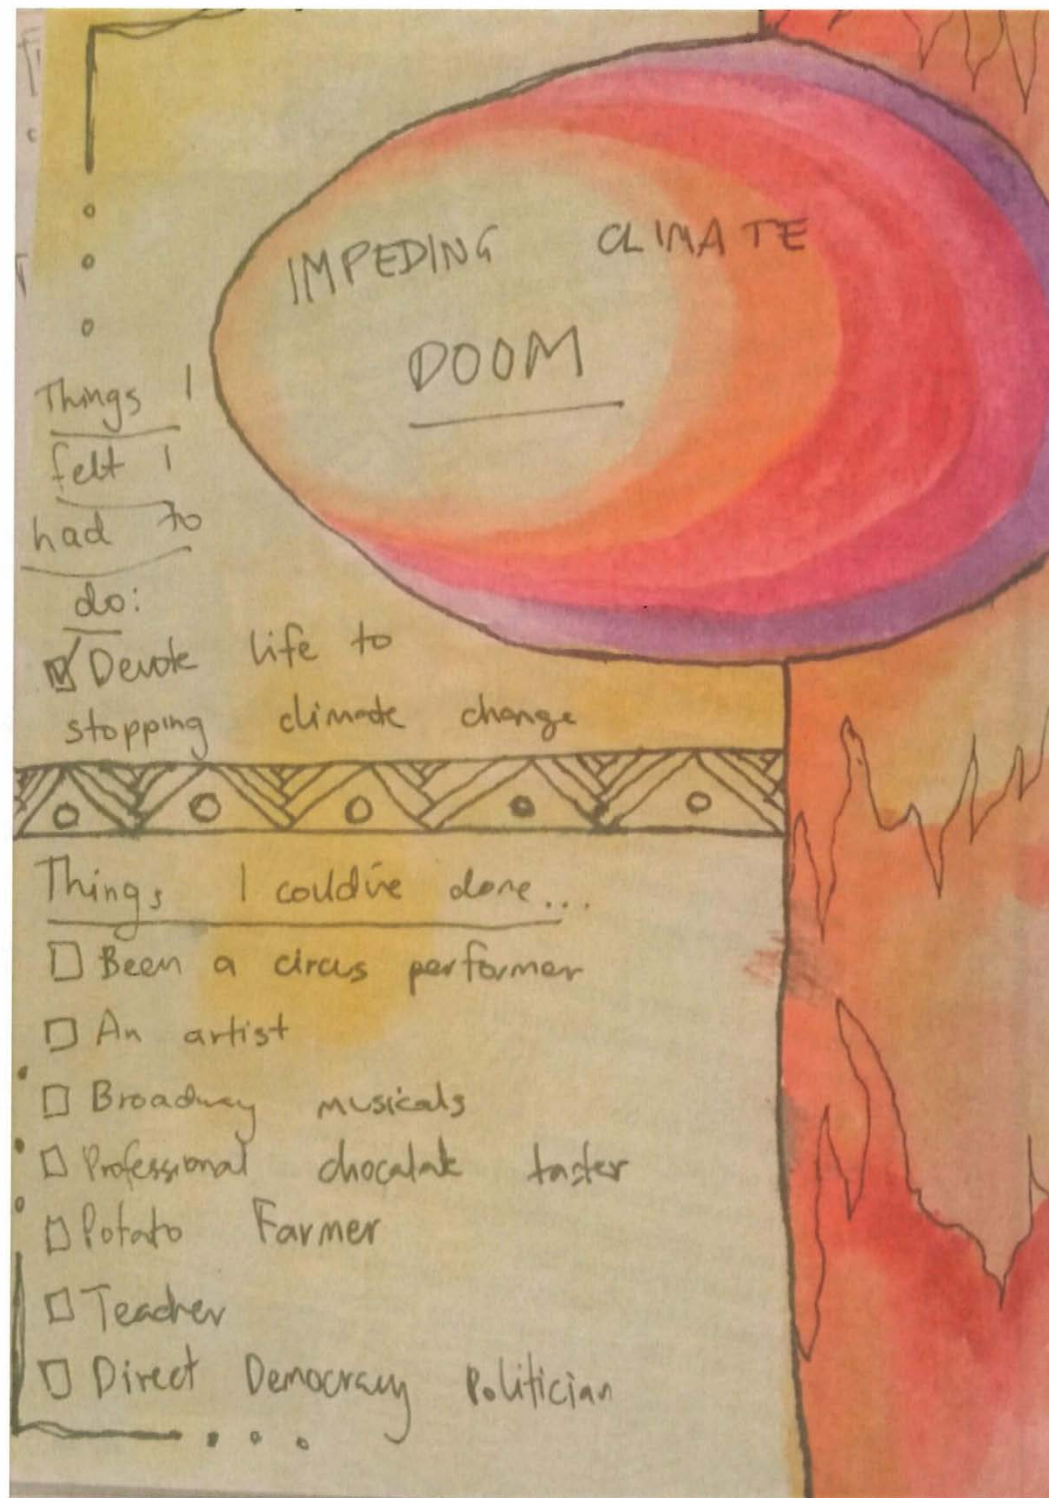 IMPEDING CLIMATE
DOOM
Things I
felt I
had to
do:
Devote life to
stopping climate change
Things I could've done...
Been a circus performer
An artist
Broadway musicals
Professional chocalate taster
Potato Farmer
Teacher
Direct Democracy Politician